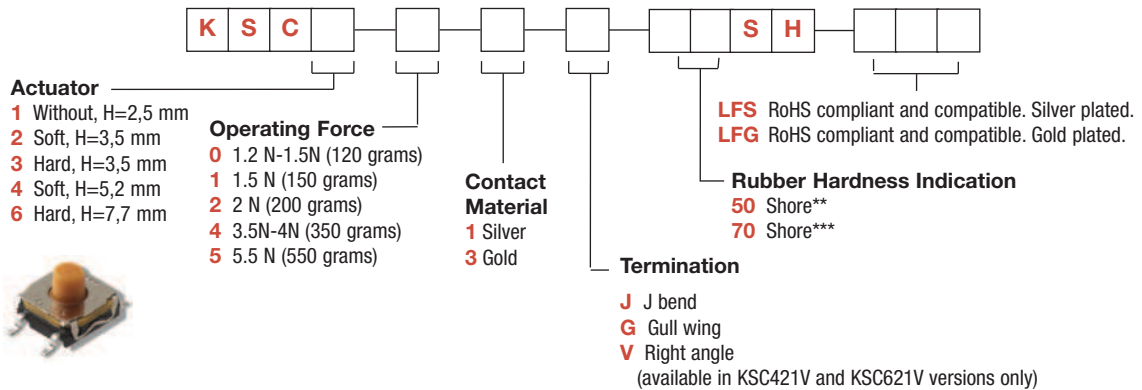 K S C S H
Actuator
1 Without, H=2,5 mm
2 Soft, H=3,5 mm
3 Hard, H=3,5 mm
4 Soft, H=5,2 mm
6 Hard, H=7,7 mm
Operating Force
0 1.2 N-1.5N (120 grams)
1 1.5 N (150 grams)
2 2 N (200 grams)
4 3.5N-4N (350 grams)
5 5.5 N (550 grams)
Contact
Material
1 Silver
3 Gold
Termination
J J bend
G Gull wing
V Right angle
(available in KSC421V and KSC621V versions only)
Rubber Hardness Indication
50 Shore**
70 Shore***
LFS RoHS compliant and compatible. Silver plated.
LFG RoHS compliant and compatible. Gold plated.